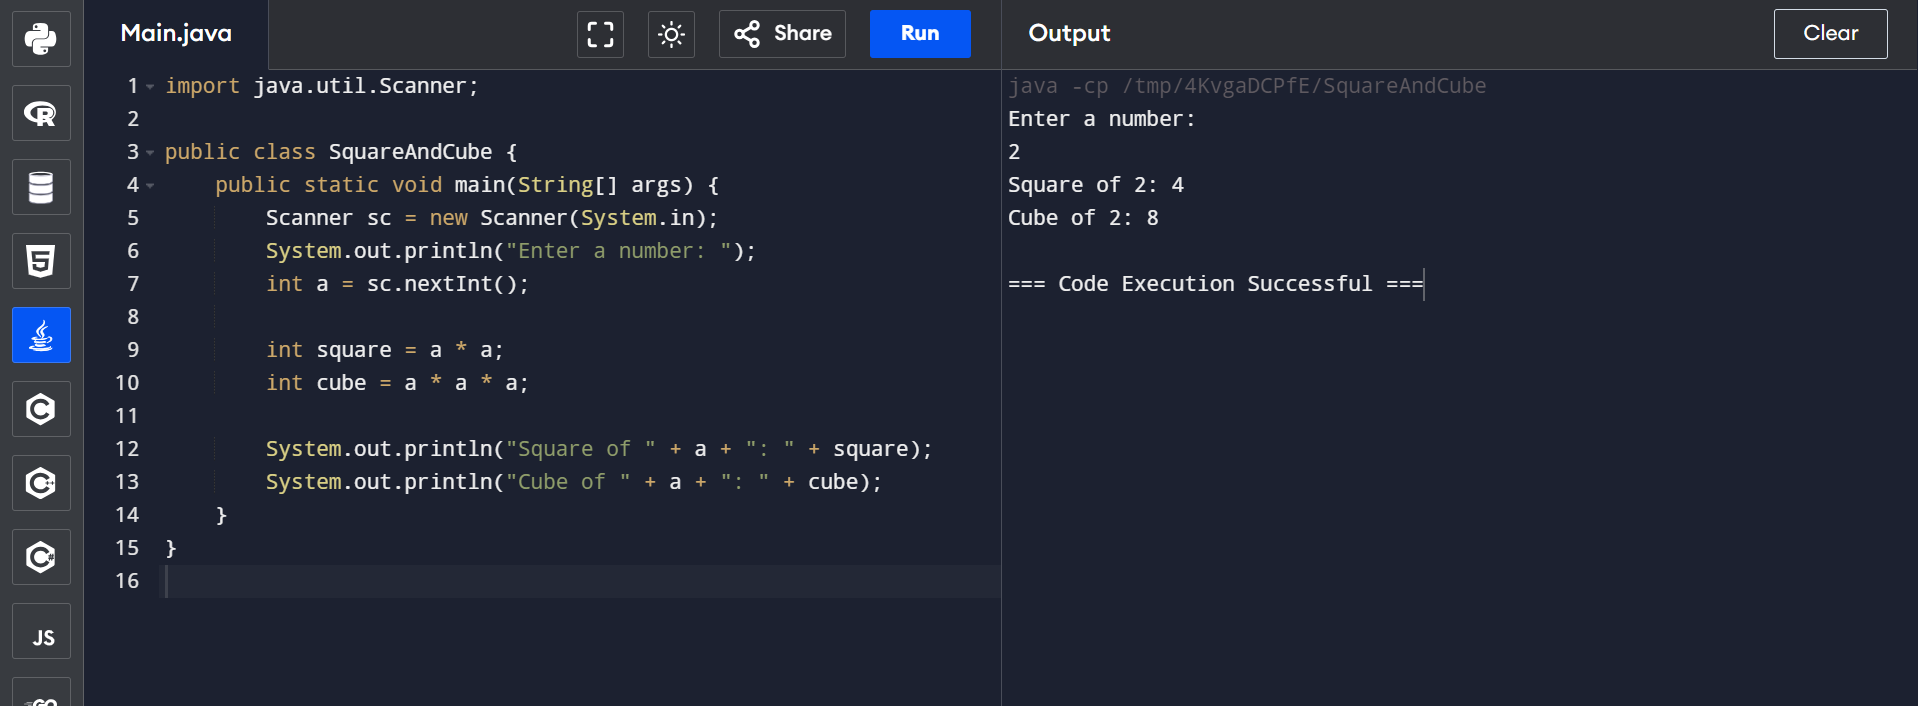 Main.java
Share
Run
Output
Clear
1 import java.util.Scanner;
2
3 public class SquareAndCube {
4     public static void main(String[] args) {
5         Scanner sc = new Scanner(System.in);
6         System.out.println("Enter a number: ");
7         int a = sc.nextInt();
8
9         int square = a * a;
10         int cube = a * a * a;
11
12         System.out.println("Square of " + a + ": " + square);
13         System.out.println("Cube of " + a + ": " + cube);
14     }
15 }
16
java -cp /tmp/4KvgaDCPfE/SquareAndCube
Enter a number:
2
Square of 2: 4
Cube of 2: 8
=== Code Execution Successful ===
R
5
C
C++
C#
JS
GO